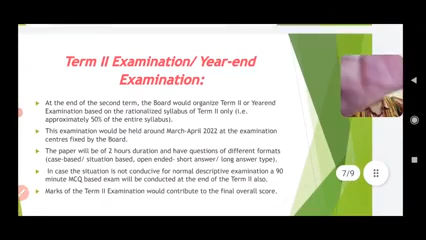 Term II Examination/ Year-end
Examination:
At the end of the second term, the Board would organize Term II or Yearend
Examination based on the rationalized syllabus of Term II only (i.e.
approximately 50% of the entire syllabus).
This examination would be held around March-April 2022 at the examination
centres fixed by the Board.
The paper will be of 2 hours duration and have questions of different formats
(case-based/ situation based, open ended- short answer/ long answer type).
In case the situation is not conducive for normal descriptive examination a 90
minute MCQ based exam will be conducted at the end of the Term II also.
Marks of the Term II Examination would contribute to the final overall score.
7/9